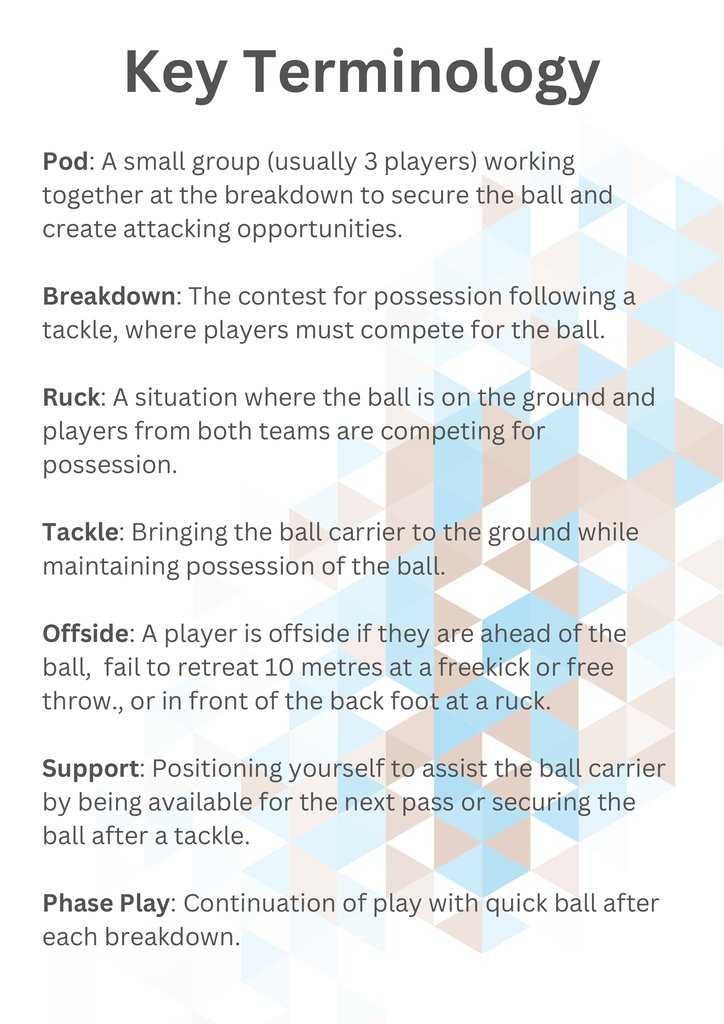 Key Terminology
Pod: A small group (usually 3 players) working
together at the breakdown to secure the ball and
create attacking opportunities.
Breakdown: The contest for possession following a
tackle, where players must compete for the ball.
Ruck: A situation where the ball is on the ground and
players from both teams are competing for
possession.
Tackle: Bringing the ball carrier to the ground while
maintaining possession of the ball.
Offside: A player is offside if they are ahead of the
ball,  fail to retreat 10 metres at a freekick or free
throw., or in front of the back foot at a ruck.
Support: Positioning yourself to assist the ball carrier
by being available for the next pass or securing the
ball after a tackle.
Phase Play: Continuation of play with quick ball after
each breakdown.